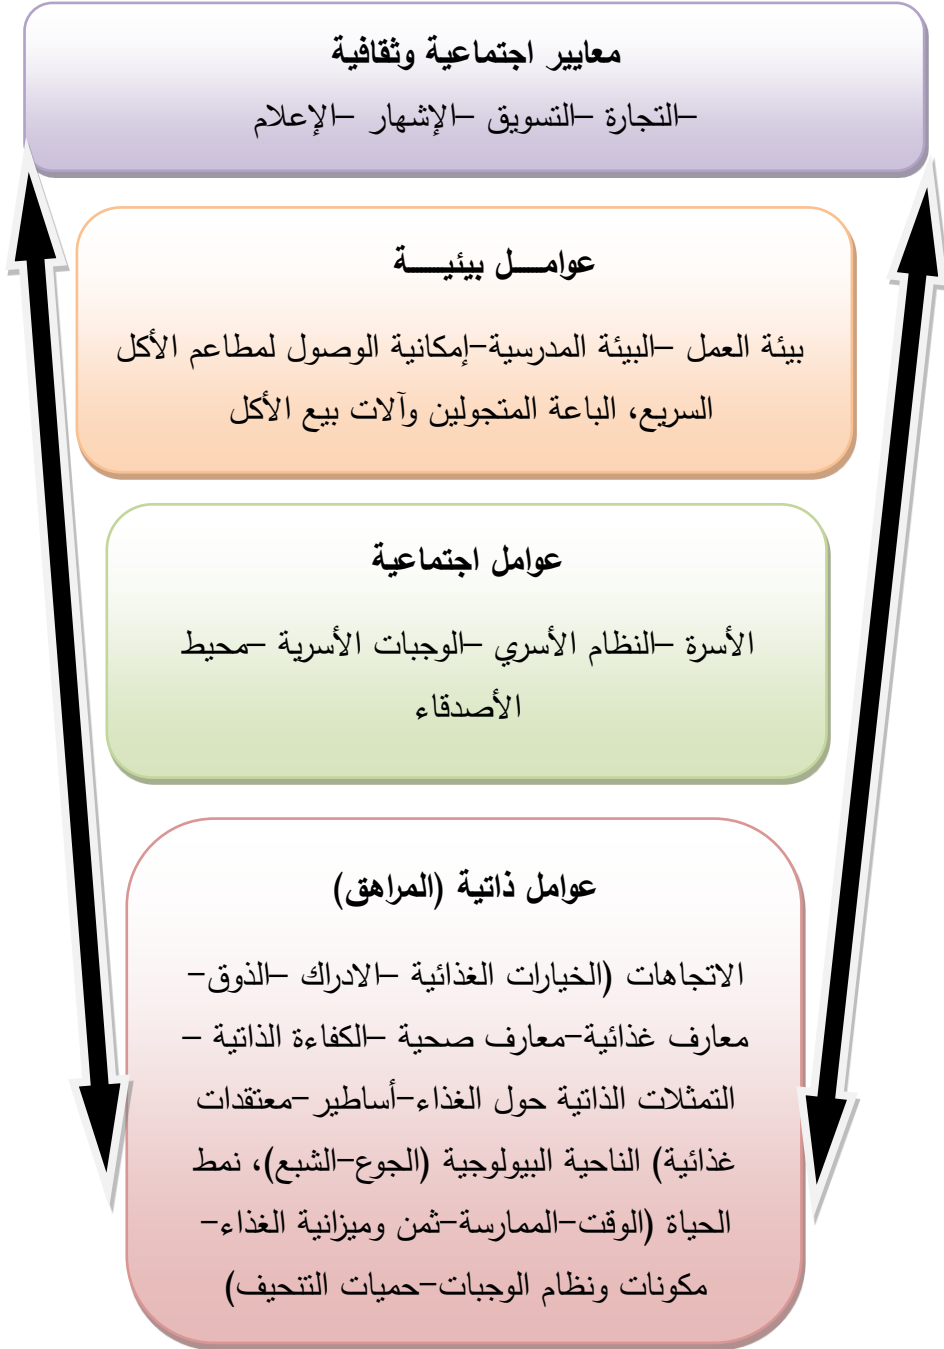 معايير اجتماعية وثقافية
–التجارة –التسويق –الإشهار –الإعلام
عوامـــل بيئيــــة
بيئة العمل –البيئة المدرسية–إمكانية الوصول لمطاعم الأكل
السريع، الباعة المتجولين وآلات بيع الأكل
عوامل اجتماعية
الأسرة –النظام الأسري –الوجبات الأسرية –محيط
الأصدقاء
عوامل ذاتية (المراهق)
الاتجاهات (الخيارات الغذائية –الادراك –الذوق–
معارف غذائية–معارف صحية –الكفاءة الذاتية –
التمثلات الذاتية حول الغذاء–أساطير –معتقدات
غذائية) الناحية البيولوجية (الجوع–الشبع)، نمط
الحياة (الوقت–الممارسة–ثمن وميزانية الغذاء–
مكونات ونظام الوجبات–حميات التنحيف)